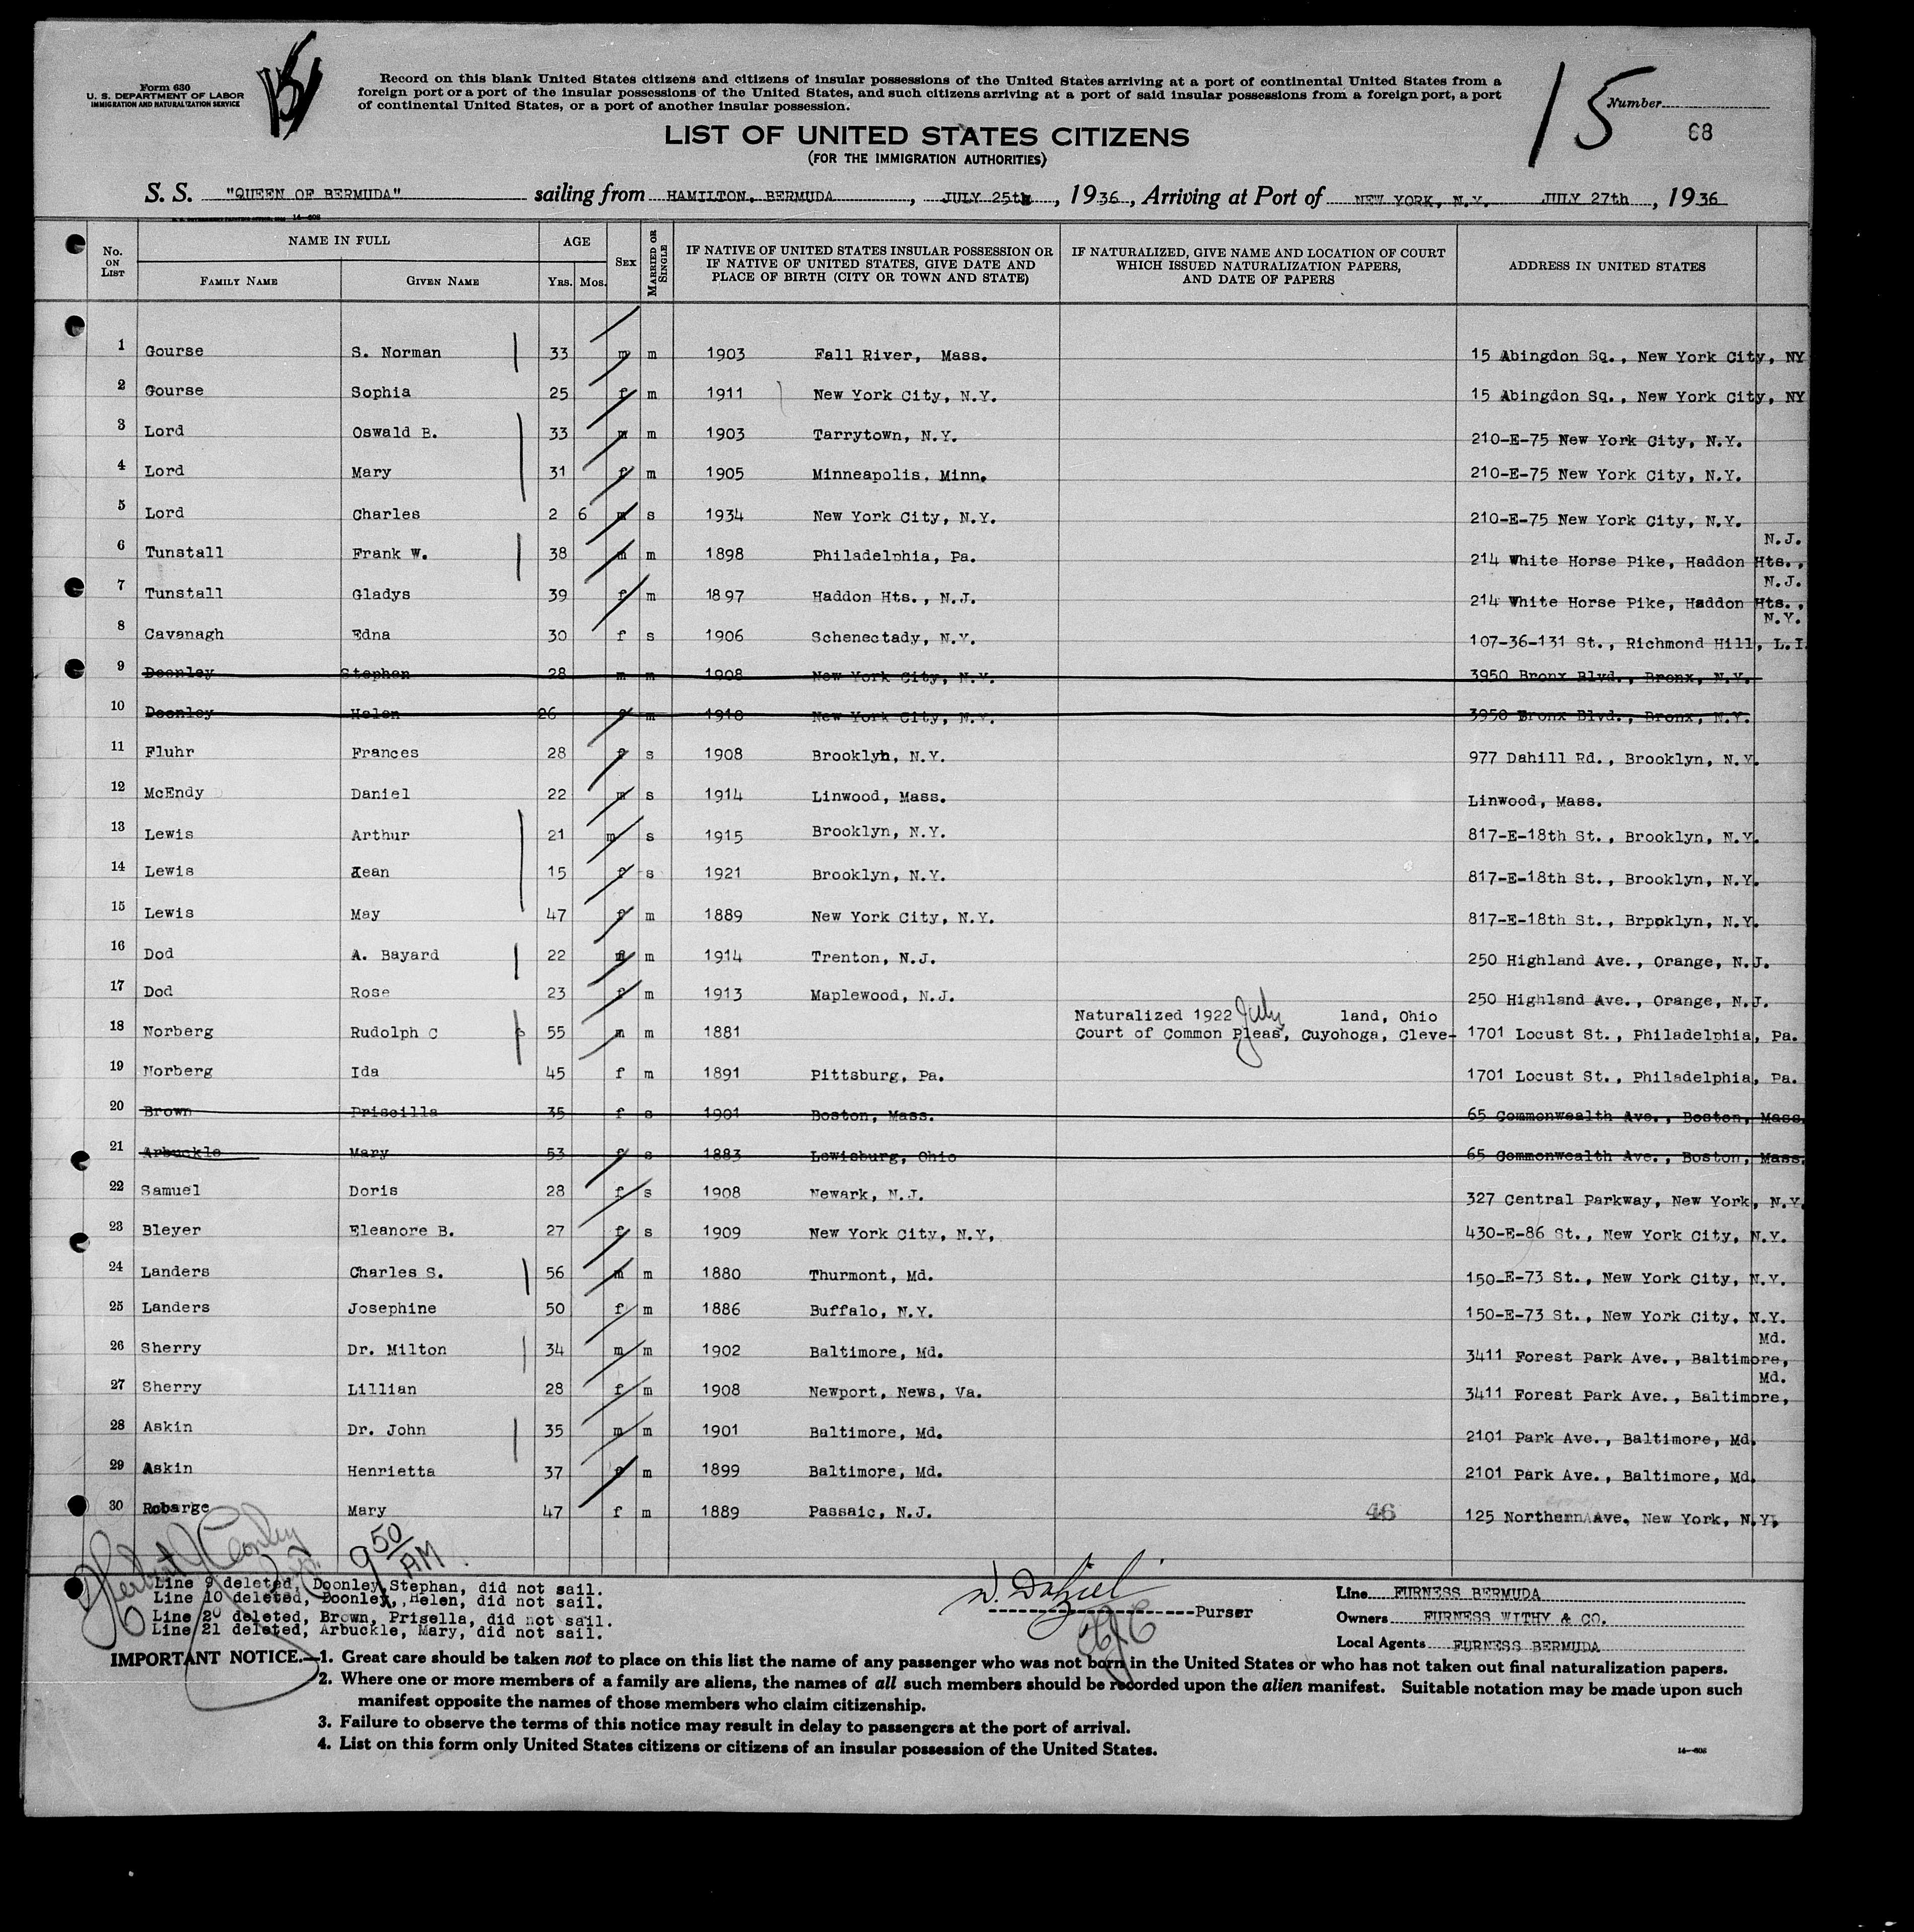 Form 630
U. S. DEPARTMENT OF LABOR
IMMIGRATION AND NATURALIZATION SERVICE
Record on this blank United States citizens and citizens of insular possessions of the United States arriving at a port of continental United States from a
foreign port or a port of the insular possessions of the United States, and such citizens arriving at a port of said insular possessions from a foreign port, a port
of continental United States, or a port of another insular possession.
15
Number
68
LIST OF UNITED STATES CITIZENS
(FOR THE IMMIGRATION AUTHORITIES)
S. S. "QUEEN OF BERMUDA" sailing from HAMILTON, BERMUDA, JULY 25th, 1936, Arriving at Port of NEW YORK, N.Y. JULY 27th, 1936
No. ON LIST NAME IN FULL AGE SEX MARRIED OR SINGLE IF NATIVE OF UNITED STATES INSULAR POSSESSION OR IF NATIVE OF UNITED STATES, GIVE DATE AND PLACE OF BIRTH (CITY OR TOWN AND STATE) IF NATURALIZED, GIVE NAME AND LOCATION OF COURT WHICH ISSUED NATURALIZATION PAPERS, AND DATE OF PAPERS ADDRESS IN UNITED STATES
FAMILY NAME GIVEN NAME YRS. MOS.
1 Gourse S. Norman 33 m m 1903 Fall River, Mass. 15 Abingdon Sq., New York City, NY
2 Gourse Sophia 25 f m 1911 New York City, N.Y. 15 Abingdon Sq., New York City, NY
3 Lord Oswald B. 33 m m 1903 Tarrytown, N.Y. 210-E-75 New York City, N.Y.
4 Lord Mary 31 f m 1905 Minneapolis, Minn. 210-E-75 New York City, N.Y.
5 Lord Charles 2 6 m s 1934 New York City, N.Y. 210-E-75 New York City, N.Y.
6 Tunstall Frank W. 38 m m 1898 Philadelphia, Pa. 214 White Horse Pike, Haddon Hts., N.J.
7 Tunstall Gladys 39 f m 1897 Haddon Hts., N.J. 214 White Horse Pike, Haddon Hts., N.J.
8 Cavanagh Edna 30 f s 1906 Schenectady, N.Y. 107-36-131 St., Richmond Hill, L.I. N.Y.
9 Doonley Stephen 28 m m 1908 New York City, N.Y. 3950 Bronx Blvd., Bronx, N.Y.
10 Doonley Helen 26 f m 1910 New York City, N.Y. 3950 Bronx Blvd., Bronx, N.Y.
11 Fluhr Frances 28 f s 1908 Brooklyn, N.Y. 977 Dahill Rd., Brooklyn, N.Y.
12 McEndy Daniel 22 m s 1914 Linwood, Mass. Linwood, Mass.
13 Lewis Arthur 21 m s 1915 Brooklyn, N.Y. 817-E-18th St., Brooklyn, N.Y.
14 Lewis Jean 15 f s 1921 Brooklyn, N.Y. 817-E-18th St., Brooklyn, N.Y.
15 Lewis May 47 f m 1889 New York City, N.Y. 817-E-18th St., Brpoklyn, N.Y.
16 Dod A. Bayard 22 m m 1914 Trenton, N.J. 250 Highland Ave., Orange, N.J.
17 Dod Rose 23 f m 1913 Maplewood, N.J. 250 Highland Ave., Orange, N.J.
Naturalized 1922 July land, Ohio
18 Norberg Rudolph C 55 m m 1881 Court of Common Pleas, Cuyohoga, Cleve- 1701 Locust St., Philadelphia, Pa.
19 Norberg Ida 45 f m 1891 Pittsburg, Pa. 1701 Locust St., Philadelphia, Pa.
20 Brown Priscilla 35 f s 1901 Boston, Mass. 65 Commonwealth Ave., Boston, Mass.
21 Arbuckle Mary 53 f s 1883 Lewisburg, Ohio 65 Commonwealth Ave., Boston, Mass.
22 Samuel Doris 28 f s 1908 Newark, N.J. 327 Central Parkway, New York, N.Y.
23 Bleyer Eleanore B. 27 f s 1909 New York City, N.Y, 430-E-86 St., New York City, N.Y.
24 Landers Charles S. 56 m m 1880 Thurmont, Md. 150-E-73 St., New York City, N.Y.
25 Landers Josephine 50 f m 1886 Buffalo, N.Y. 150-E-73 St., New York City, N.Y.
26 Sherry Dr. Milton 34 m m 1902 Baltimore, Md. 3411 Forest Park Ave., Baltimore, Md.
27 Sherry Lillian 28 f m 1908 Newport, News, Va. 3411 Forest Park Ave., Baltimore, Md.
28 Askin Dr. John 35 m m 1901 Baltimore, Md. 2101 Park Ave., Baltimore, Md.
29 Askin Henrietta 37 f m 1899 Baltimore, Md. 2101 Park Ave., Baltimore, Md.
30 Robarge Mary 47 f m 1889 Passaic, N.J. 46 125 Northern Ave, New York, N.Y.
9 50 AM
Line 9 deleted, Doonley, Stephan, did not sail.
Line 10 deleted, Doonley, Helen, did not sail.
Line 20 deleted, Brown, Prisella, did not sail.
Line 21 deleted, Arbuckle, Mary, did not sail.
Purser
Line FURNESS BERMUDA
Owners FURNESS WITHY & CO.
Local Agents FURNESS BERMUDA
IMPORTANT NOTICE.—1. Great care should be taken not to place on this list the name of any passenger who was not born in the United States or who has not taken out final naturalization papers.
2. Where one or more members of a family are aliens, the names of all such members should be recorded upon the alien manifest. Suitable notation may be made upon such
manifest opposite the names of those members who claim citizenship.
3. Failure to observe the terms of this notice may result in delay to passengers at the port of arrival.
4. List on this form only United States citizens or citizens of an insular possession of the United States.
14—608